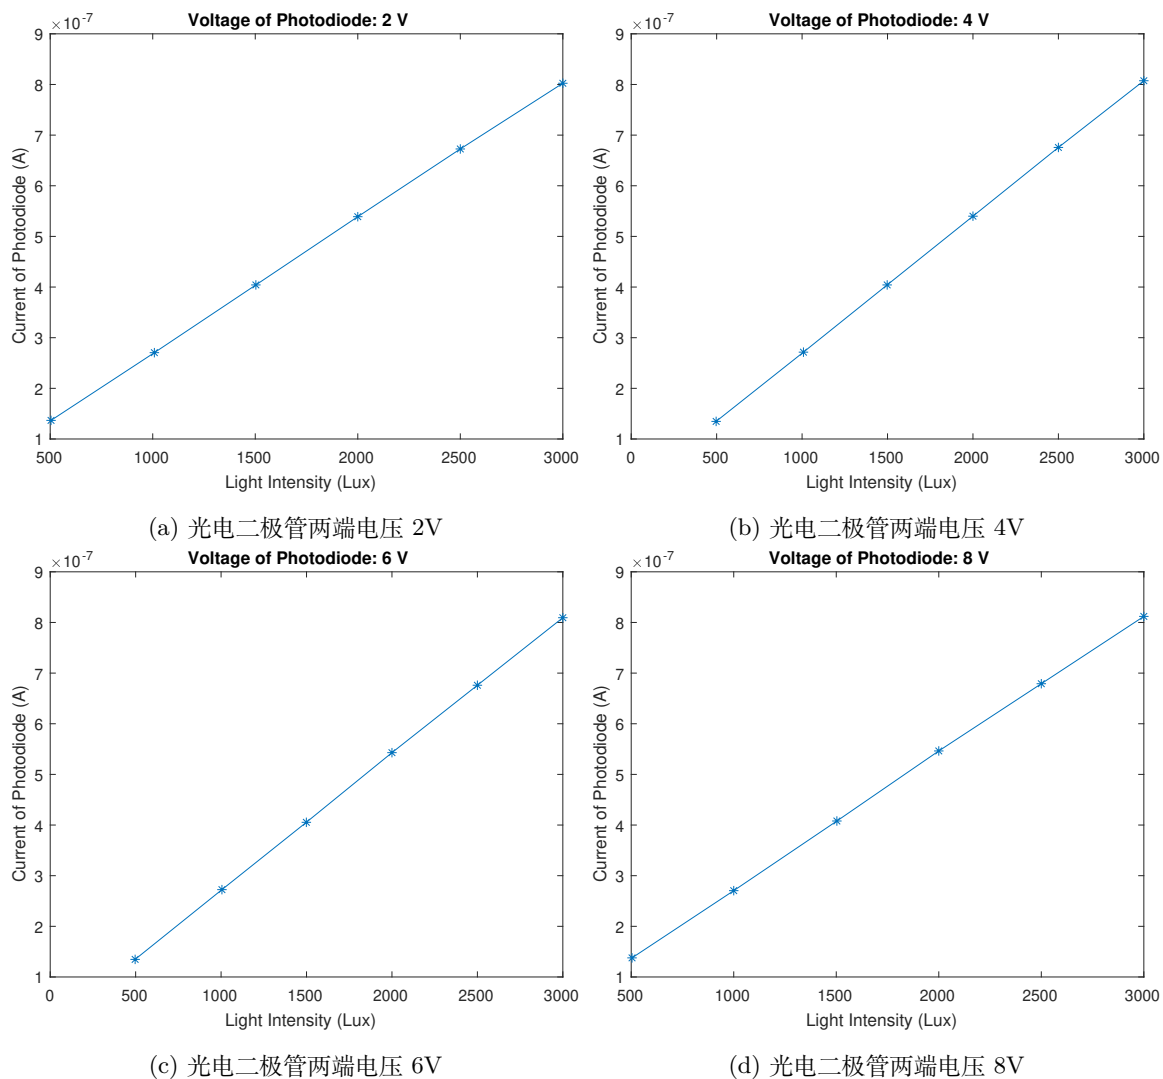 Voltage of Photodiode: 2 V
×10⁻⁷
9
8
7
6
5
4
3
2
1
Current of Photodiode (A)
500 1000 1500 2000 2500 3000
Light Intensity (Lux)
(a) 光电二极管两端电压 2V
Voltage of Photodiode: 4 V
×10⁻⁷
9
8
7
6
5
4
3
2
1
Current of Photodiode (A)
0 500 1000 1500 2000 2500 3000
Light Intensity (Lux)
(b) 光电二极管两端电压 4V
Voltage of Photodiode: 6 V
×10⁻⁷
9
8
7
6
5
4
3
2
1
Current of Photodiode (A)
0 500 1000 1500 2000 2500 3000
Light Intensity (Lux)
(c) 光电二极管两端电压 6V
Voltage of Photodiode: 8 V
×10⁻⁷
9
8
7
6
5
4
3
2
1
Current of Photodiode (A)
500 1000 1500 2000 2500 3000
Light Intensity (Lux)
(d) 光电二极管两端电压 8V